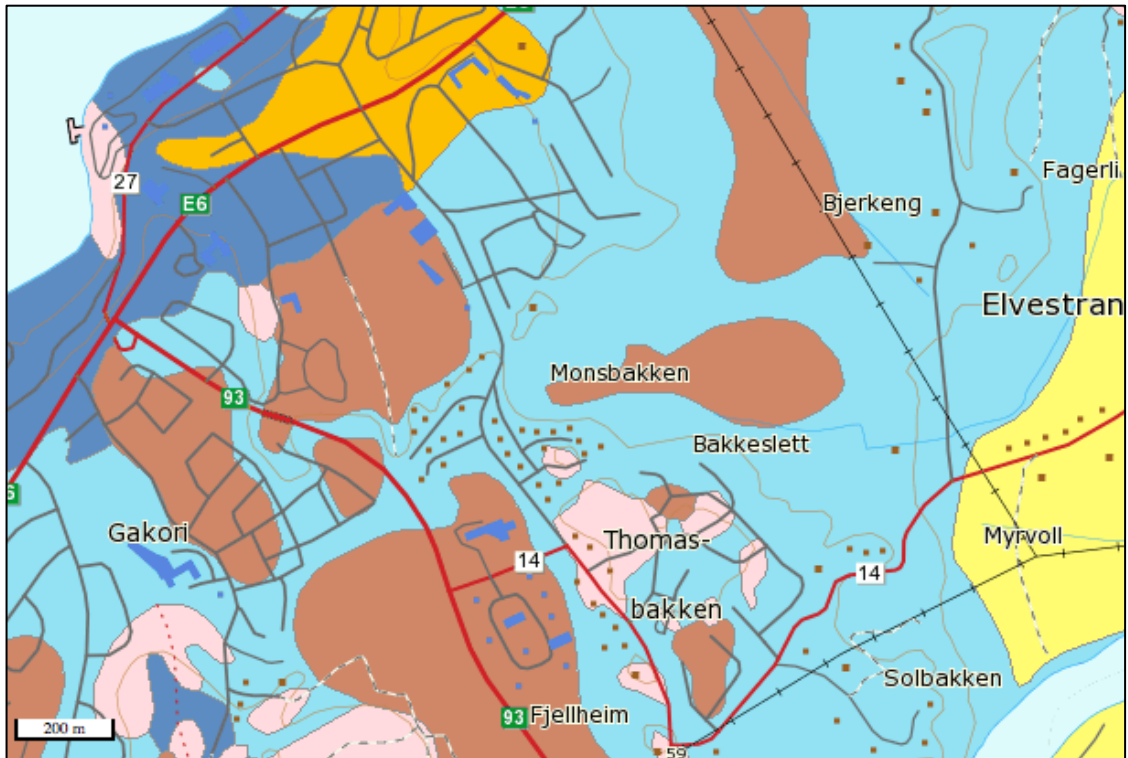 27
E6
Bjerkeng
Fagerli
Elvestran
93
Monsbakken
Bakkeslett
6
Gakori
14
Thomas-
bakken
14
Myrvoll
Solbakken
93
Fjellheim
200 m
59